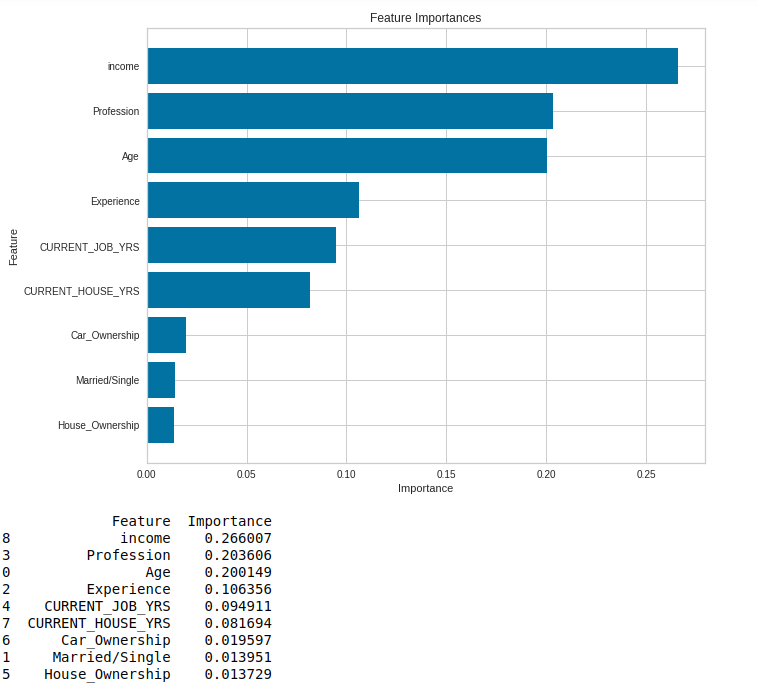 Feature Importances
income
Profession
Age
Experience
CURRENT_JOB_YRS
CURRENT_HOUSE_YRS
Car_Ownership
Married/Single
House_Ownership
Feature
0.00 0.05 0.10 0.15 0.20 0.25
Importance
Feature Importance
8 income 0.266007
3 Profession 0.203606
0 Age 0.200149
2 Experience 0.106356
4 CURRENT_JOB_YRS 0.094911
7 CURRENT_HOUSE_YRS 0.081694
6 Car_Ownership 0.019597
1 Married/Single 0.013951
5 House_Ownership 0.013729